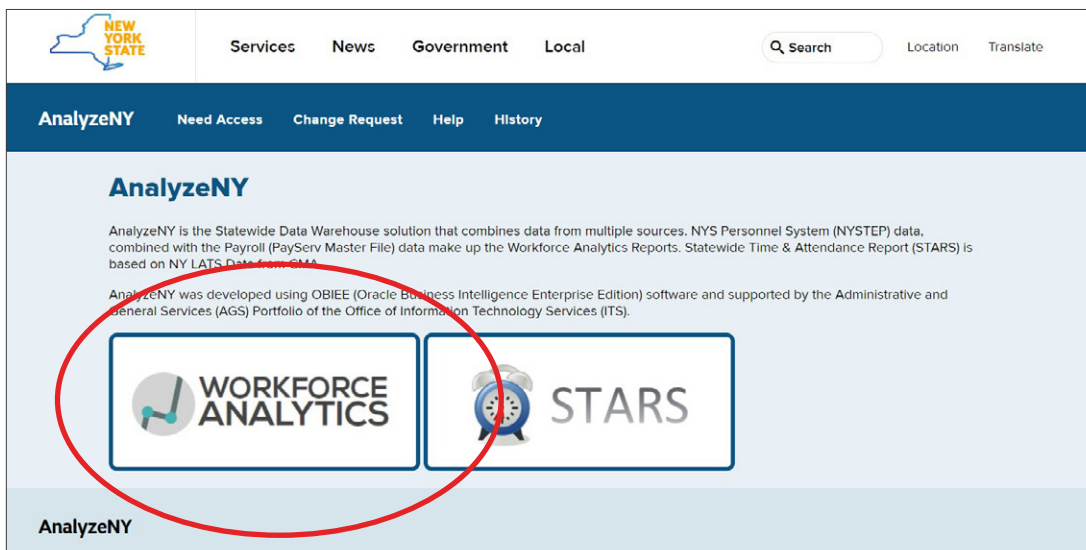 NEW
YORK
STATE
Services News Government Local Search Location Translate
AnalyzeNY Need Access Change Request Help History
AnalyzeNY
AnalyzeNY is the Statewide Data Warehouse solution that combines data from multiple sources. NYS Personnel System (NYSTEP) data,
combined with the Payroll (PayServ Master File) data make up the Workforce Analytics Reports. Statewide Time & Attendance Report (STARS) is
based on NY LATS Data from CMA.
AnalyzeNY was developed using OBIEE (Oracle Business Intelligence Enterprise Edition) software and supported by the Administrative and
General Services (AGS) Portfolio of the Office of Information Technology Services (ITS).
WORKFORCE
ANALYTICS
STARS
AnalyzeNY